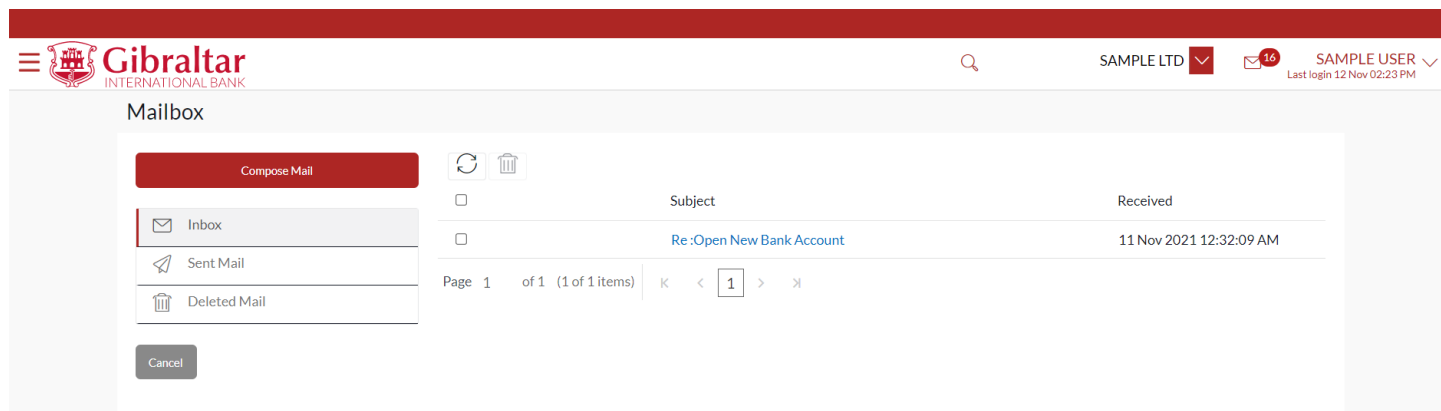 Gibraltar
INTERNATIONAL BANK
SAMPLE LTD
16
SAMPLE USER
Last login 12 Nov 02:23 PM
Mailbox
Compose Mail
Inbox
Sent Mail
Deleted Mail
Cancel
Subject Received
Re :Open New Bank Account 11 Nov 2021 12:32:09 AM
Page 1 of 1 (1 of 1 items) K < 1 > >|